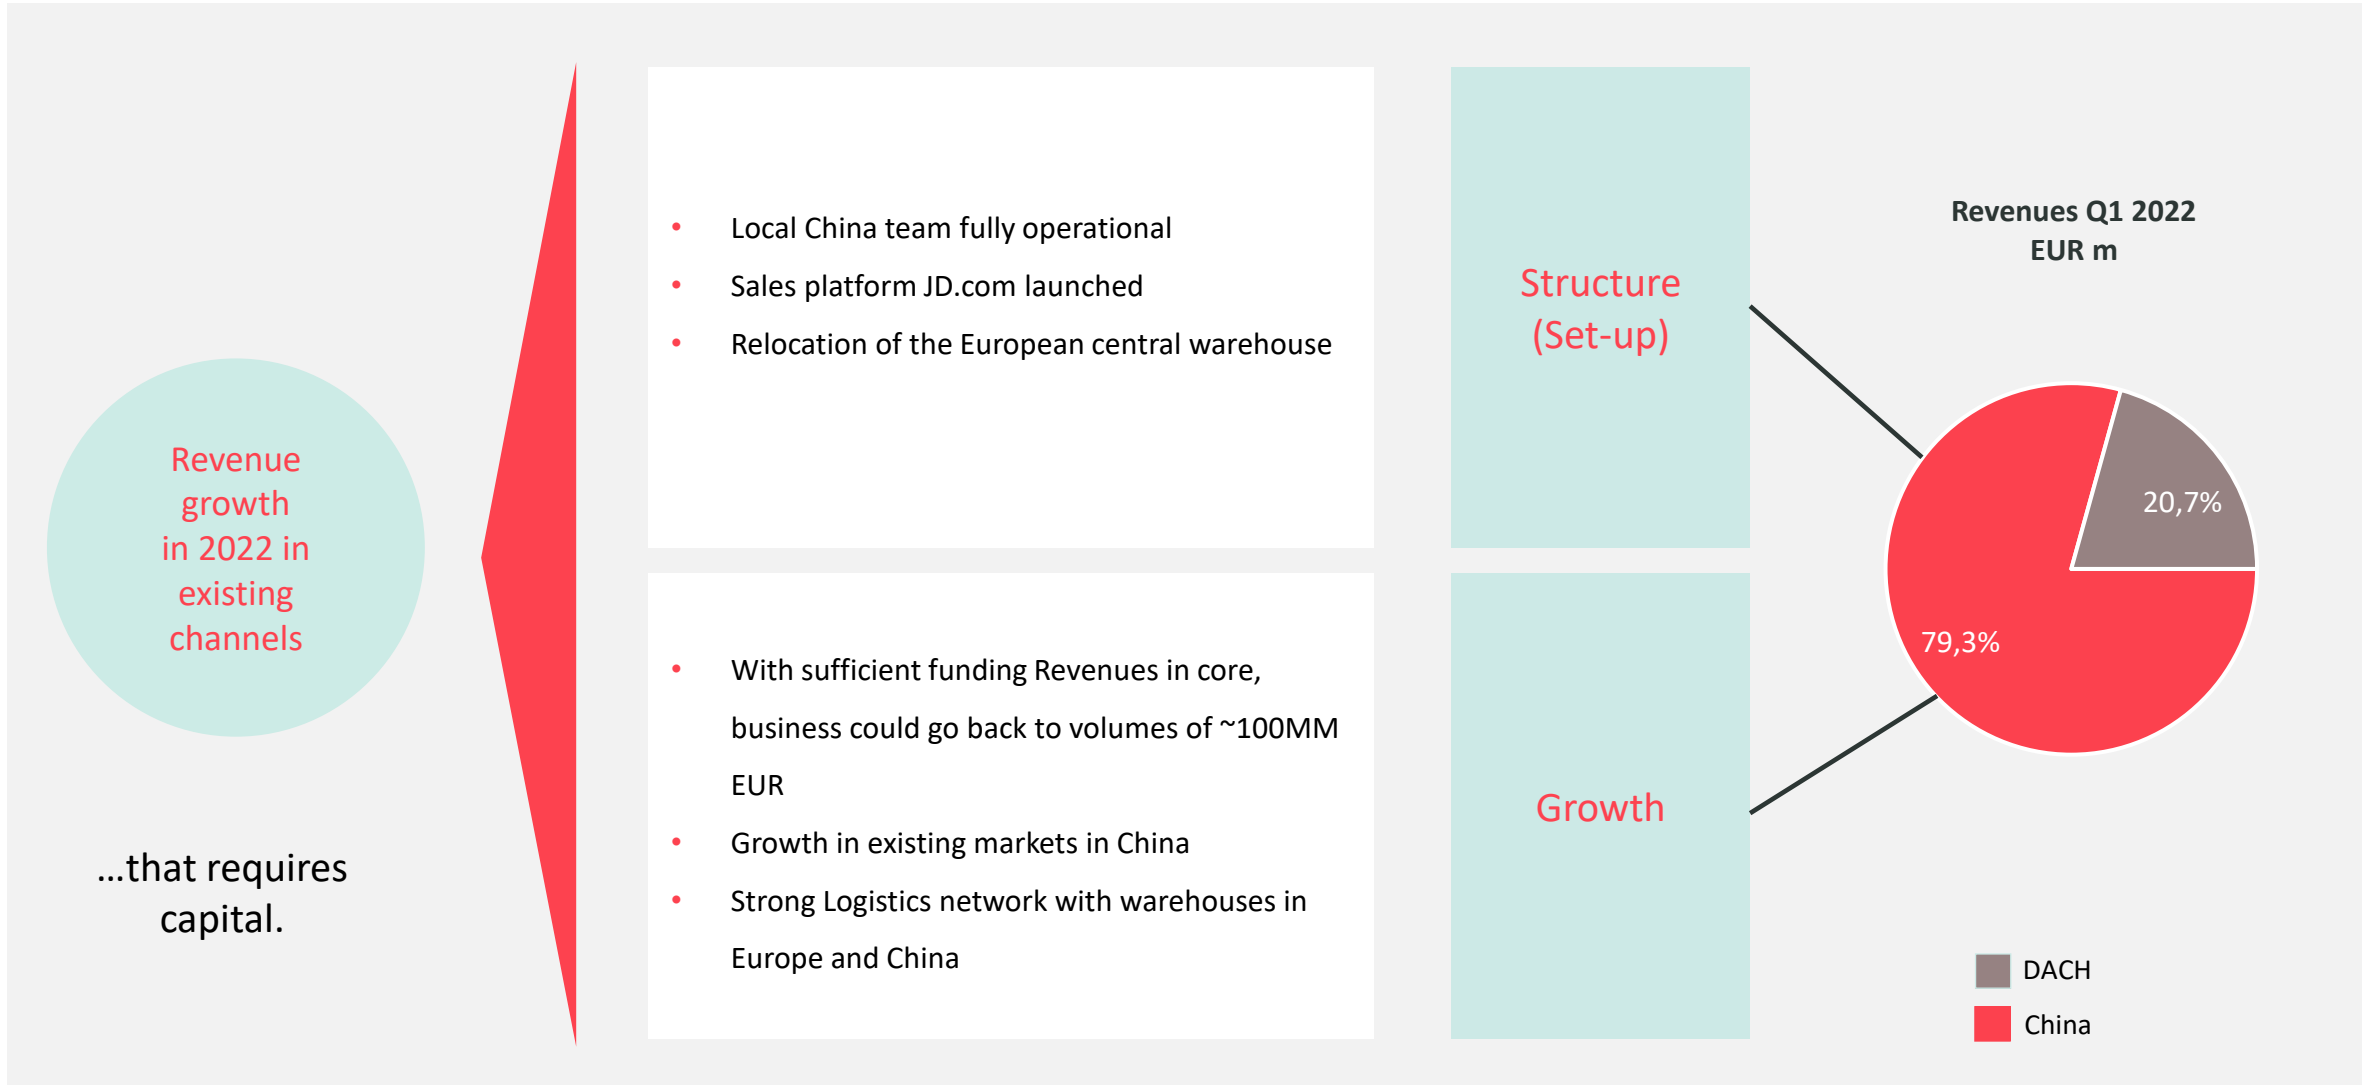 Revenue
growth
in 2022 in
existing
channels
…that requires
capital.
• Local China team fully operational
• Sales platform JD.com launched
• Relocation of the European central warehouse
• With sufficient funding Revenues in core,
business could go back to volumes of ~100MM
EUR
• Growth in existing markets in China
• Strong Logistics network with warehouses in
Europe and China
Structure
(Set-up)
Growth
Revenues Q1 2022
EUR m
20,7%
79,3%
DACH
China